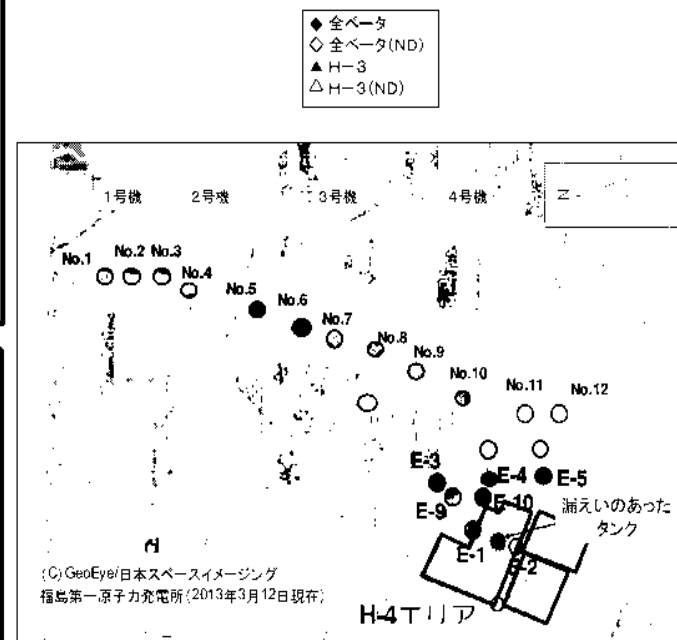 ◆ 全ベータ
◇ 全ベータ(ND)
▲ H-3
△ H-3(ND)
1号機 2号機 3号機 4号機
No.1 No.2 No.3
No.4
No.5
No.6
No.7
No.8
No.9
No.10
No.11 No.12
E-3
E-4 E-5
E-9 E-10
漏えいのあった
タンク
E-1
E-2
(C)GeoEye/日本スペースイメージング
福島第一原子力発電所(2013年3月12日現在)
H-4エリア